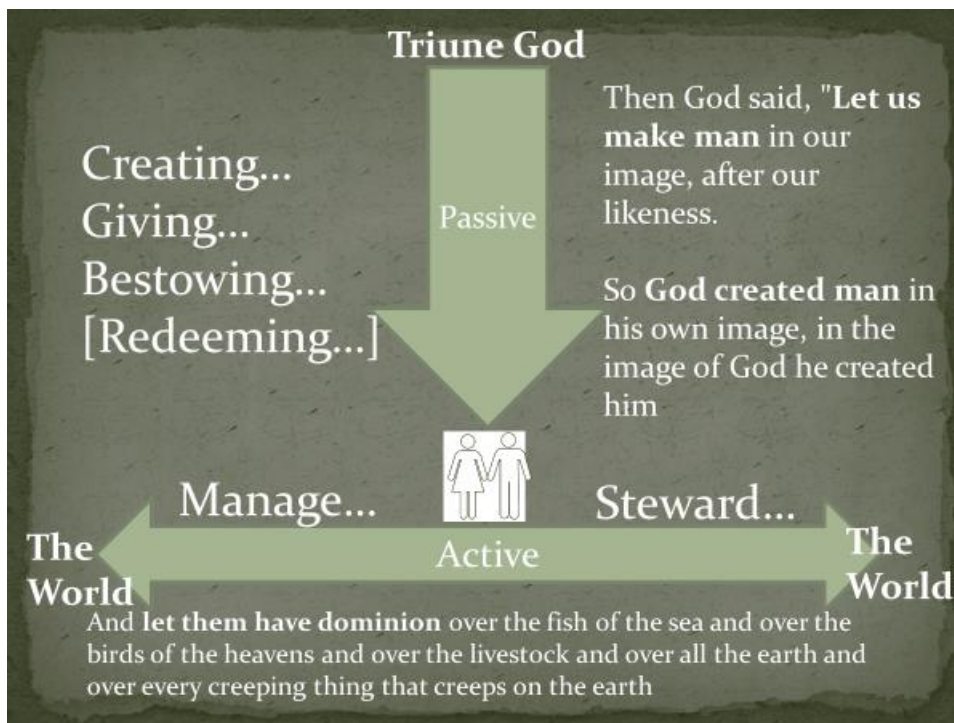 Triune God
Creating...
Giving...
Bestowing...
[Redeeming...]
Passive
Then God said, "Let us
make man in our
image, after our
likeness.
So God created man in
his own image, in the
image of God he created
him
Manage...
Steward...
The
World
Active
The
World
And let them have dominion over the fish of the sea and over the
birds of the heavens and over the livestock and over all the earth and
over every creeping thing that creeps on the earth